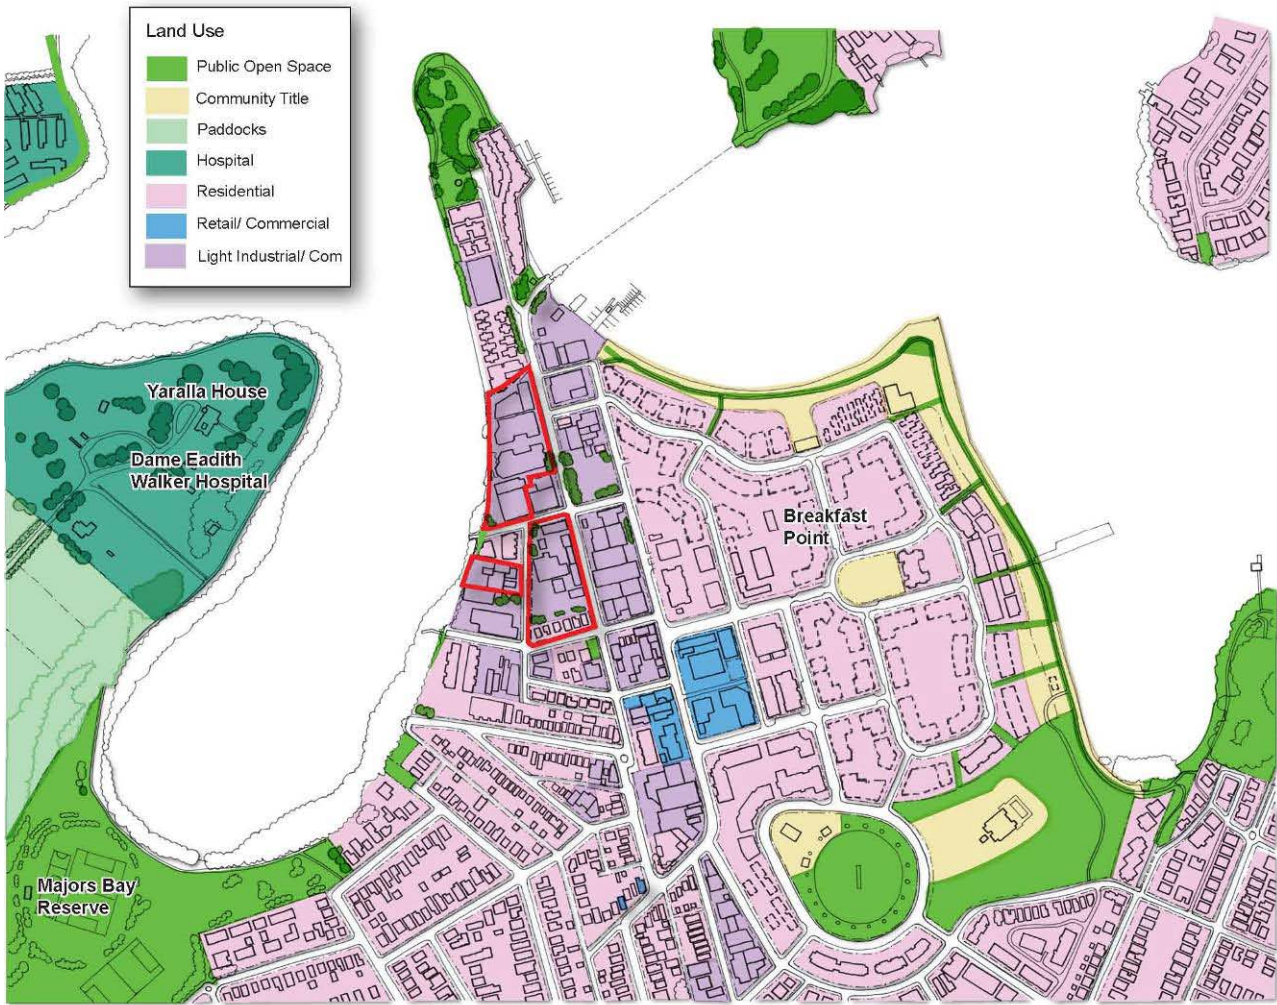 Land Use
Public Open Space
Community Title
Paddocks
Hospital
Residential
Retail/ Commercial
Light Industrial/ Com
Yaralla House
Dame Eadith
Walker Hospital
Breakfast
Point
Majors Bay
Reserve